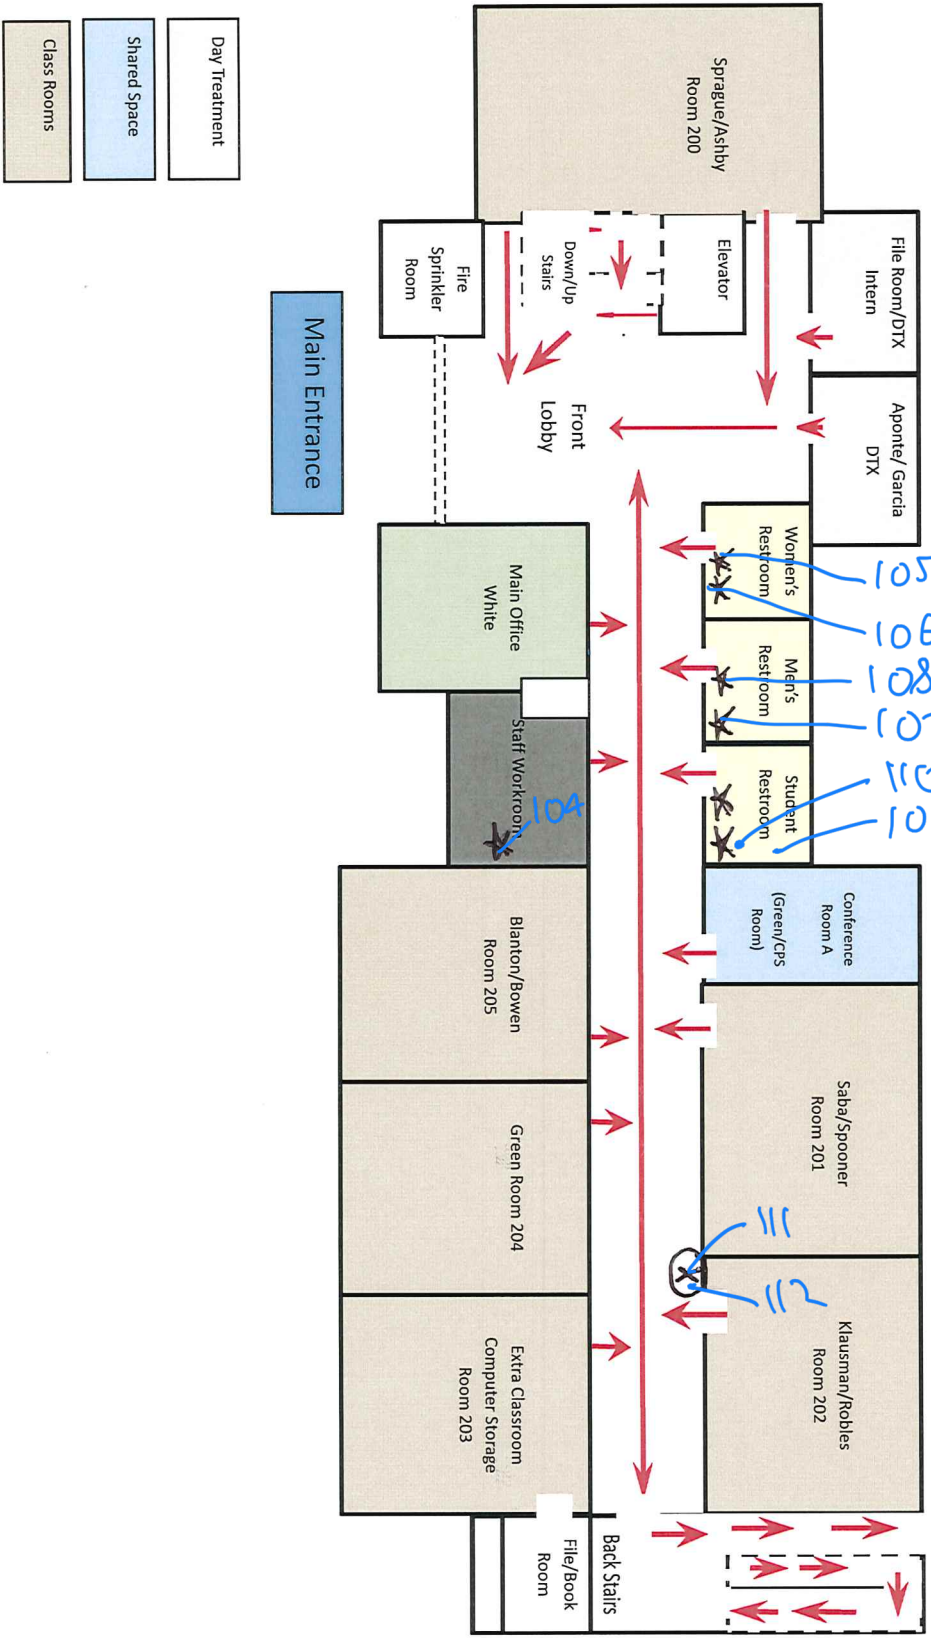 Sprague/Ashby
Room 200
File Room/DTX
Intern
Aponte/ Garcia
DTX
Elevator
Down/Up
Stairs
Fire
Sprinkler
Room
Front
Lobby
Main Entrance
Women's
Restroom
Men's
Restroom
Student
Restroom
105
108
110
Conference
Room A
(Green/CPS
Room)
Saba/Spooner
Room 201
Klausman/Robles
Room 202
111
112
Main Office
White
Staff Workroom
104
Blanton/Bowen
Room 205
Green Room 204
Extra Classroom
Computer Storage
Room 203
File/Book
Room
Back Stairs
Day Treatment
Shared Space
Class Rooms